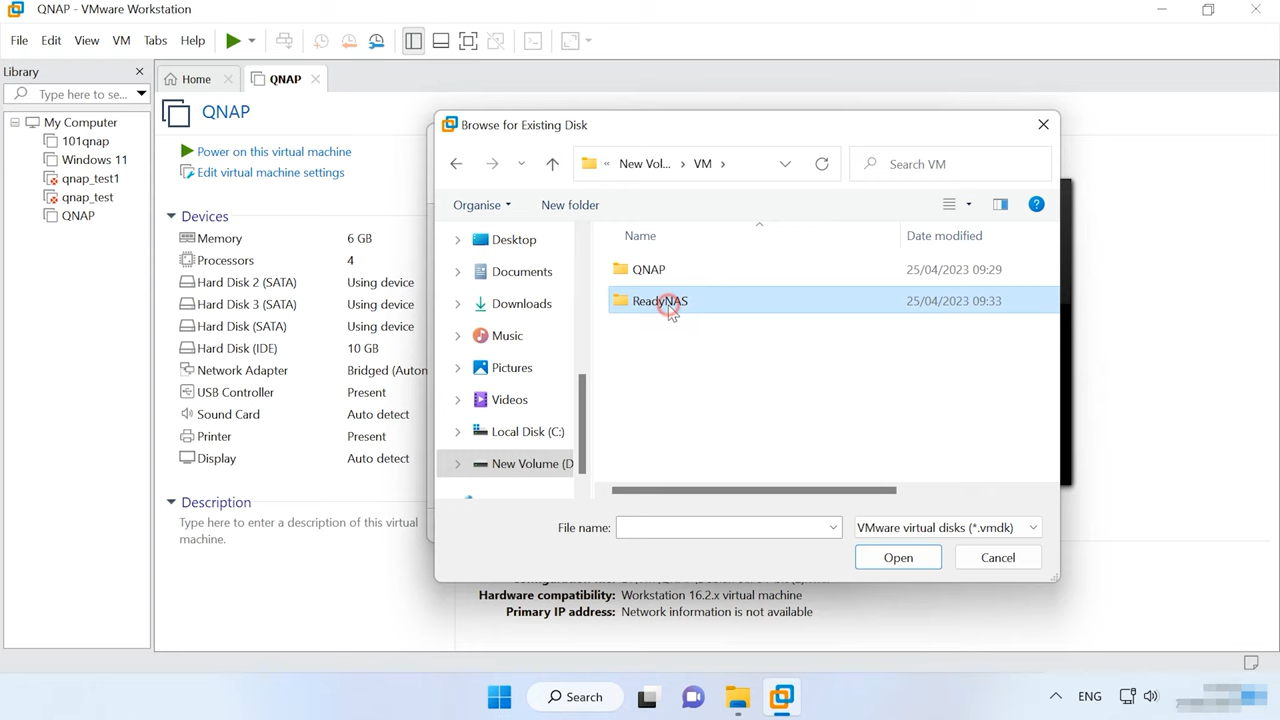 QNAP - VMware Workstation
File Edit View VM Tabs Help
Library
Type here to se...
My Computer
101qnap
Windows 11
qnap_test1
qnap_test
QNAP
Home
QNAP
QNAP
Power on this virtual machine
Edit virtual machine settings
Devices
Memory 6 GB
Processors 4
Hard Disk 2 (SATA) Using device
Hard Disk 3 (SATA) Using device
Hard Disk (SATA) Using device
Hard Disk (IDE) 10 GB
Network Adapter Bridged (Auton
USB Controller Present
Sound Card Auto detect
Printer Present
Display Auto detect
Description
Type here to enter a description of this virtual
machine.
Browse for Existing Disk
« New Vol... › VM ›
Search VM
Organise New folder
Desktop
Documents
Downloads
Music
Pictures
Videos
Local Disk (C:)
New Volume (D
Name Date modified
QNAP 25/04/2023 09:29
ReadyNAS 25/04/2023 09:33
File name:
VMware virtual disks (*.vmdk)
Open Cancel
Hardware compatibility: Workstation 16.2.x virtual machine
Primary IP address: Network information is not available
Search
ENG